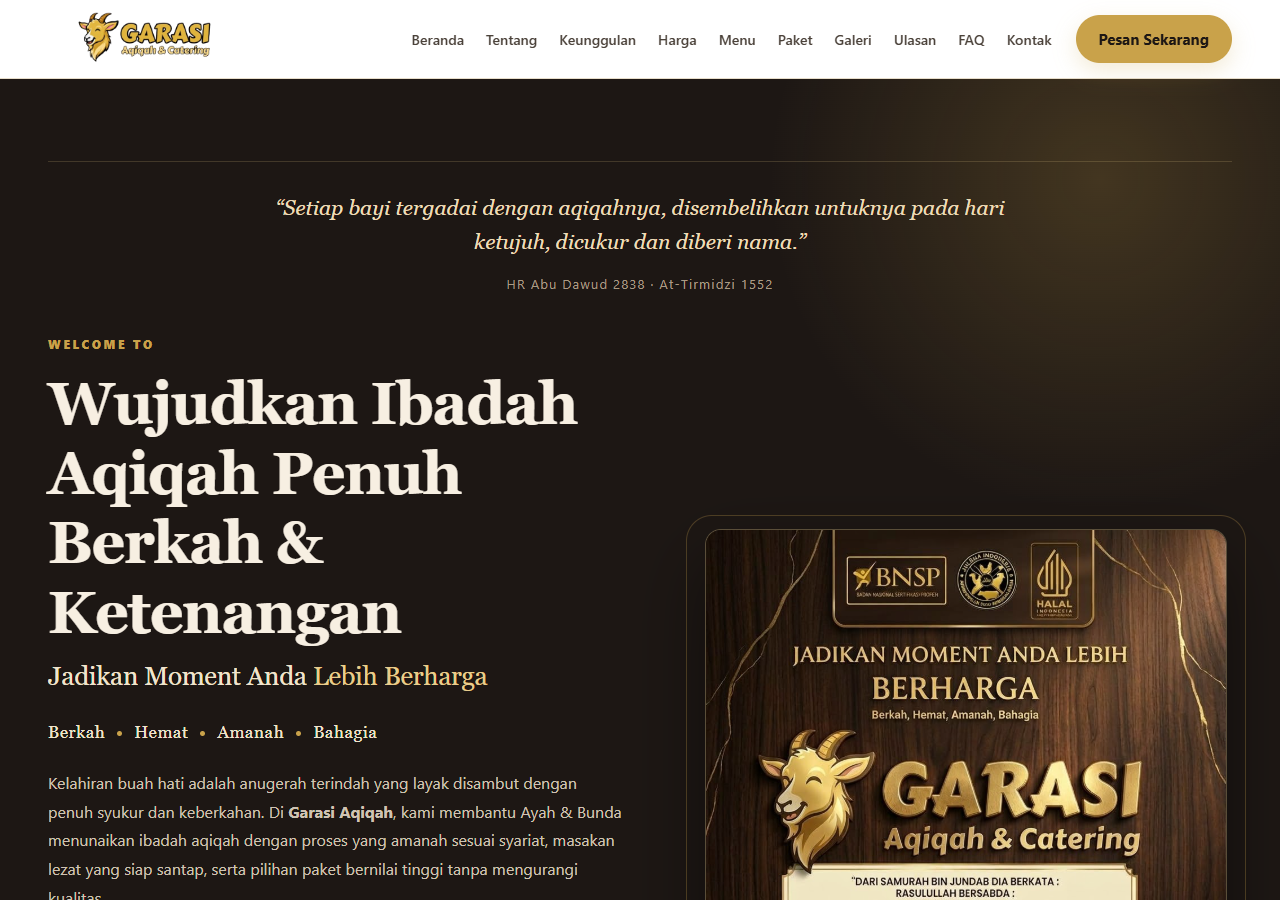 GARASI
Aqiqah & Catering
Beranda Tentang Keunggulan Harga Menu Paket Galeri Ulasan FAQ Kontak Pesan Sekarang
“Setiap bayi tergadai dengan aqiqahnya, disembelihkan untuknya pada hari
ketujuh, dicukur dan diberi nama.”
HR Abu Dawud 2838 · At-Tirmidzi 1552
WELCOME TO
Wujudkan Ibadah
Aqiqah Penuh
Berkah &
Ketenangan
Jadikan Moment Anda Lebih Berharga
Berkah • Hemat • Amanah • Bahagia
Kelahiran buah hati adalah anugerah terindah yang layak disambut dengan
penuh syukur dan keberkahan. Di Garasi Aqiqah, kami membantu Ayah & Bunda
menunaikan ibadah aqiqah dengan proses yang amanah sesuai syariat, masakan
lezat yang siap santap, serta pilihan paket bernilai tinggi tanpa mengurangi
kualitas.
BNSP
BADAN NASIONAL SERTIFIKASI PROFESI
HALAL
INDONESIA
JADIKAN MOMENT ANDA LEBIH
BERHARGA
Berkah, Hemat, Amanah, Bahagia
GARASI
Aqiqah & Catering
"DARI SAMURAH BIN JUNDAB DIA BERKATA :
RASULULLAH BERSABDA :